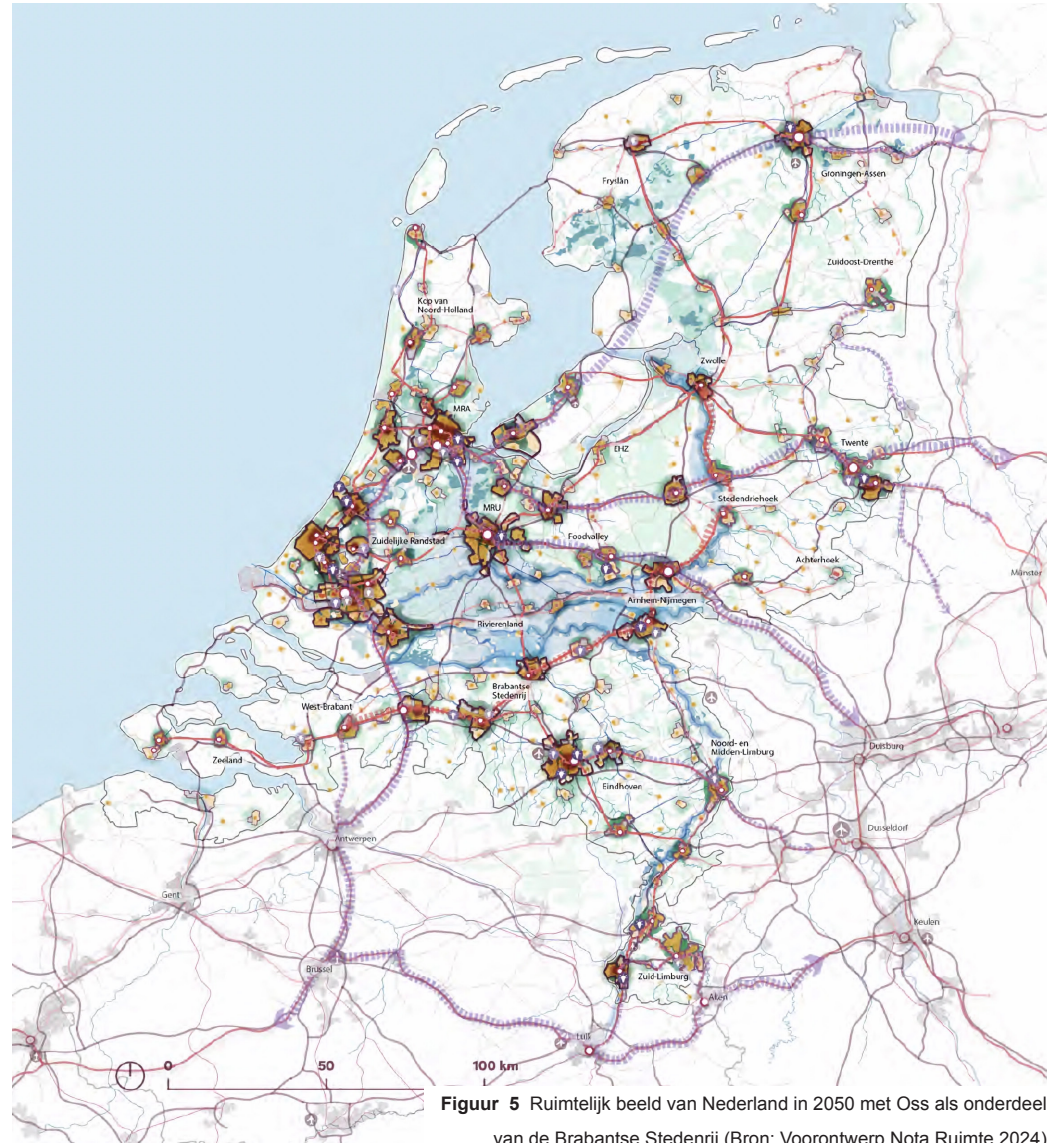 Groningen-Assen
Fryslân
Zuidoost-Drenthe
Kop van
Noord-Holland
Zwolle
MRA
Twente
EHZ
Stedendriehoek
MRU
Zuidelijke Randstad
Foodvalley
Achterhoek
Münster
Arnhem-Nijmegen
Rivierenland
Brabantse
Stedenrij
West-Brabant
Noord- en
Midden-Limburg
Duisburg
Zeeland
Eindhoven
Dusseldorf
Antwerpen
Gent
Keulen
Brussel
Zuid-Limburg
Aken
Luik
0 50 100 km
Figuur 5 Ruimtelijk beeld van Nederland in 2050 met Oss als onderdeel
van de Brabantse Stedenrij (Bron: Voorontwerp Nota Ruimte 2024)